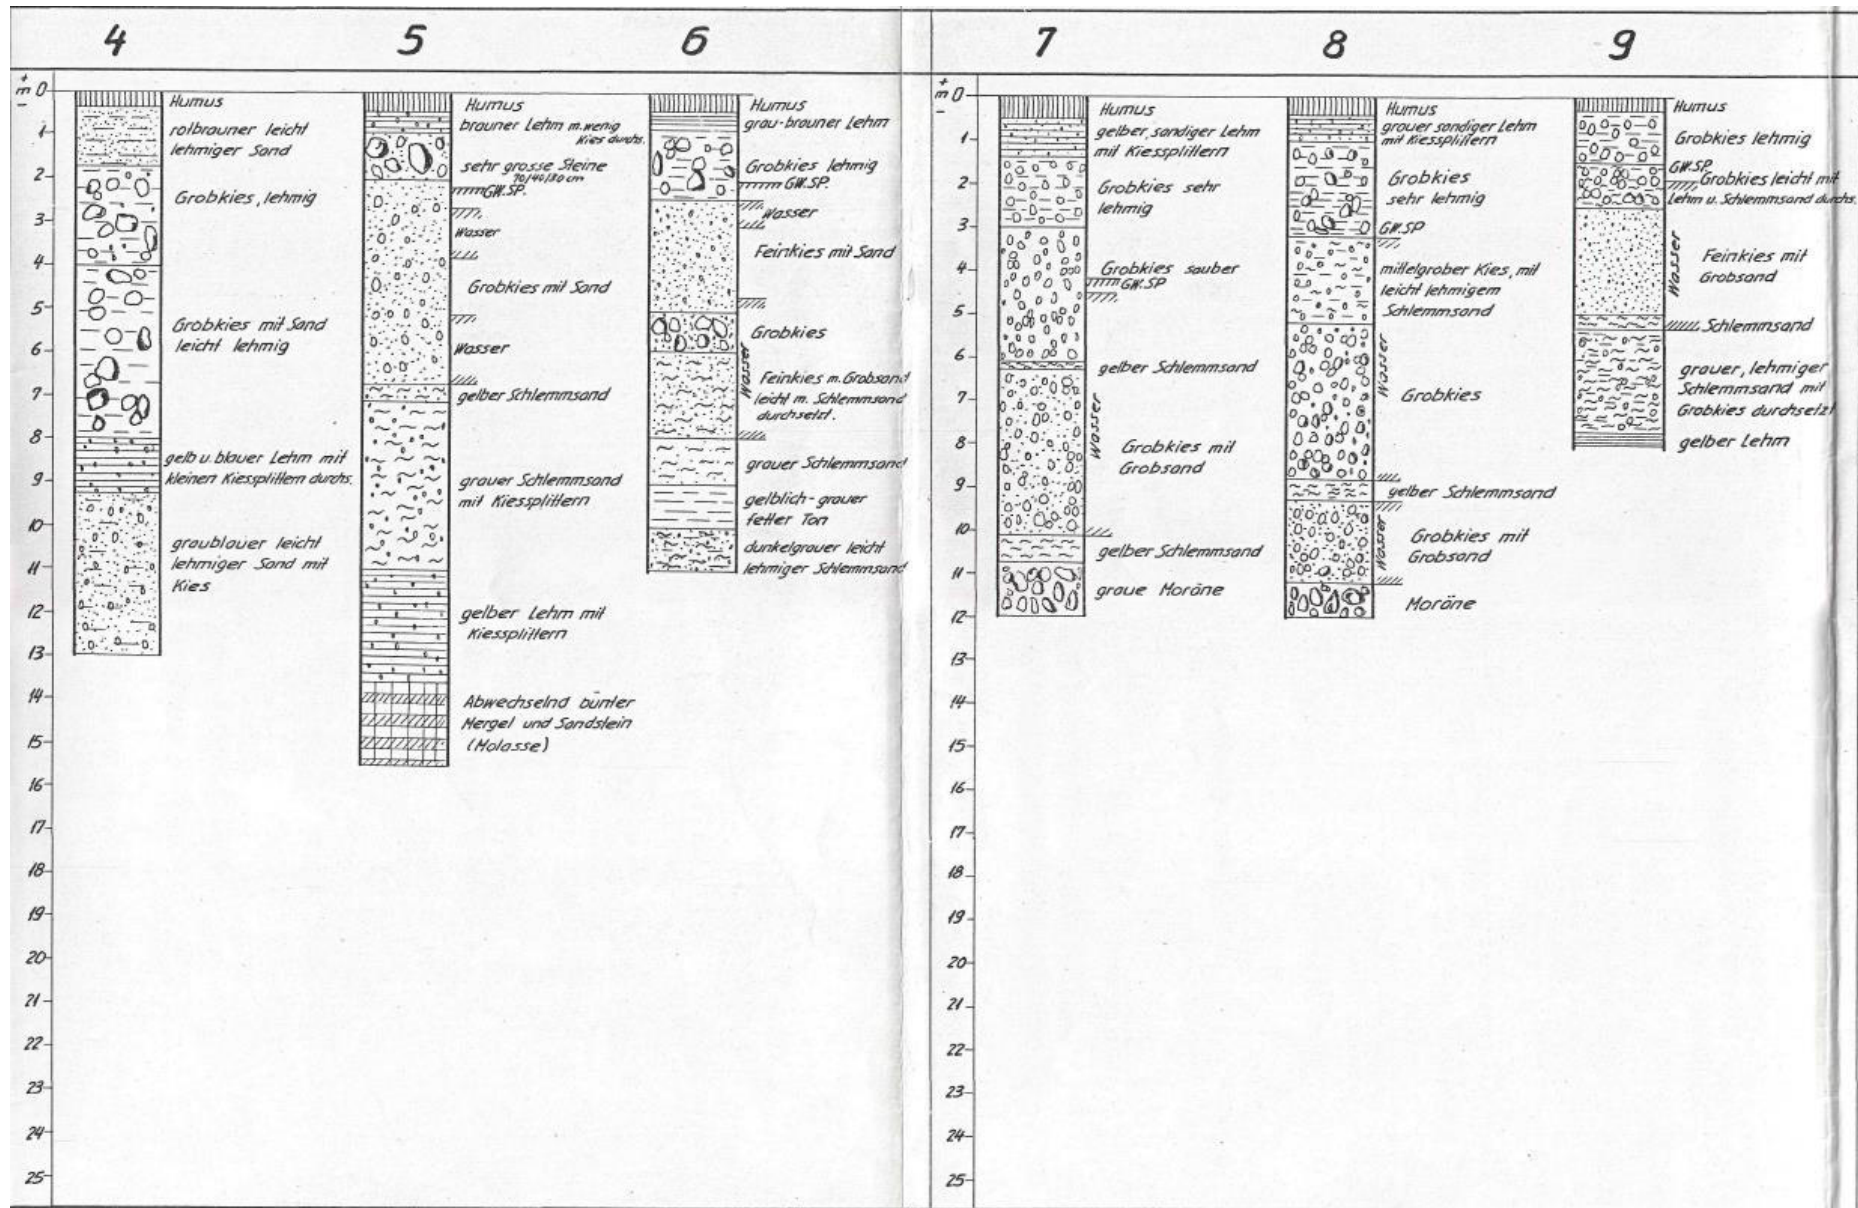 4
5
6
7
8
9
+
m 0
-
1
2
3
4
5
6
7
8
9
10
11
12
13
14
15
16
17
18
19
20
21
22
23
24
25
Humus
rotbrauner leicht
lehmiger Sand
Grobkies, lehmig
Grobkies mit Sand
leicht lehmig
gelb u. blauer Lehm mit
kleinen Kiessplittern durchs.
graublauer leicht
lehmiger Sand mit
Kies
Humus
brauner Lehm m. wenig
Kies durchs.
sehr grosse Steine
70/40/30 cm
GW.SP.
Wasser
Grobkies mit Sand
Wasser
gelber Schlemmsand
grauer Schlemmsand
mit Kiessplittern
gelber Lehm mit
Kiessplittern
Abwechselnd bunter
Mergel und Sandstein
(Molasse)
Humus
grau-brauner Lehm
Grobkies lehmig
GW.SP.
Wasser
Feinkies mit Sand
Grobkies
Wasser
Feinkies m. Grobsand
leicht m. Schlemmsand
durchsetzt.
grauer Schlemmsand
gelblich-grauer
fetter Ton
dunkelgrauer leicht
lehmiger Schlemmsand
+
m 0
-
1
2
3
4
5
6
7
8
9
10
11
12
13
14
15
16
17
18
19
20
21
22
23
24
25
Humus
gelber, sandiger Lehm
mit Kiessplittern
Grobkies sehr
lehmig
Grobkies sauber
GW.SP
gelber Schlemmsand
Wasser
Grobkies mit
Grobsand
gelber Schlemmsand
graue Moräne
Humus
grauer sandiger Lehm
mit Kiessplittern
Grobkies
sehr lehmig
GW.SP
mittelgrober Kies, mit
leicht lehmigem
Schlemmsand
Wasser
Grobkies
gelber Schlemmsand
Wasser
Grobkies mit
Grobsand
Moräne
Humus
Grobkies lehmig
GW.SP.
Grobkies leicht mit
Lehm u. Schlemmsand durchs.
Wasser
Feinkies mit
Grobsand
Schlemmsand
grauer, lehmiger
Schlemmsand mit
Grobkies durchsetzt
gelber Lehm